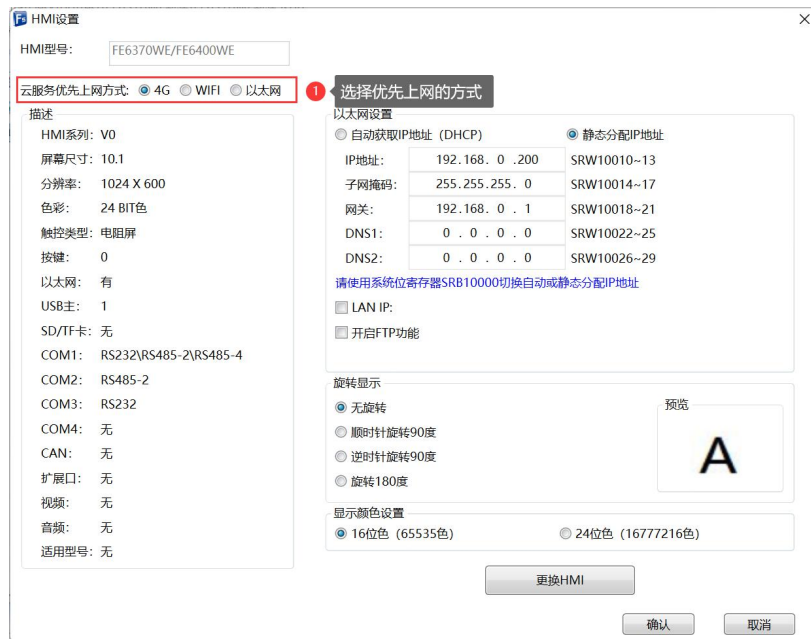 Fs HMI设置
HMI型号: FE6370WE/FE6400WE
云服务优先上网方式: 4G WIFI 以太网
1 选择优先上网的方式
描述
HMI系列: V0
屏幕尺寸: 10.1
分辨率: 1024 X 600
色彩: 24 BIT色
触控类型: 电阻屏
按键: 0
以太网: 有
USB主: 1
SD/TF卡: 无
COM1: RS232\RS485-2\RS485-4
COM2: RS485-2
COM3: RS232
COM4: 无
CAN: 无
扩展口: 无
视频: 无
音频: 无
适用型号: 无
以太网设置
自动获取IP地址（DHCP） 静态分配IP地址
IP地址: 192.168. 0 .200 SRW10010~13
子网掩码: 255.255.255. 0 SRW10014~17
网关: 192.168. 0 . 1 SRW10018~21
DNS1: 0 . 0 . 0 . 0 SRW10022~25
DNS2: 0 . 0 . 0 . 0 SRW10026~29
请使用系统位寄存器SRB10000切换自动或静态分配IP地址
LAN IP:
开启FTP功能
旋转显示
无旋转
顺时针旋转90度
逆时针旋转90度
旋转180度
预览
A
显示颜色设置
16位色（65535色） 24位色（16777216色）
更换HMI
确认 取消